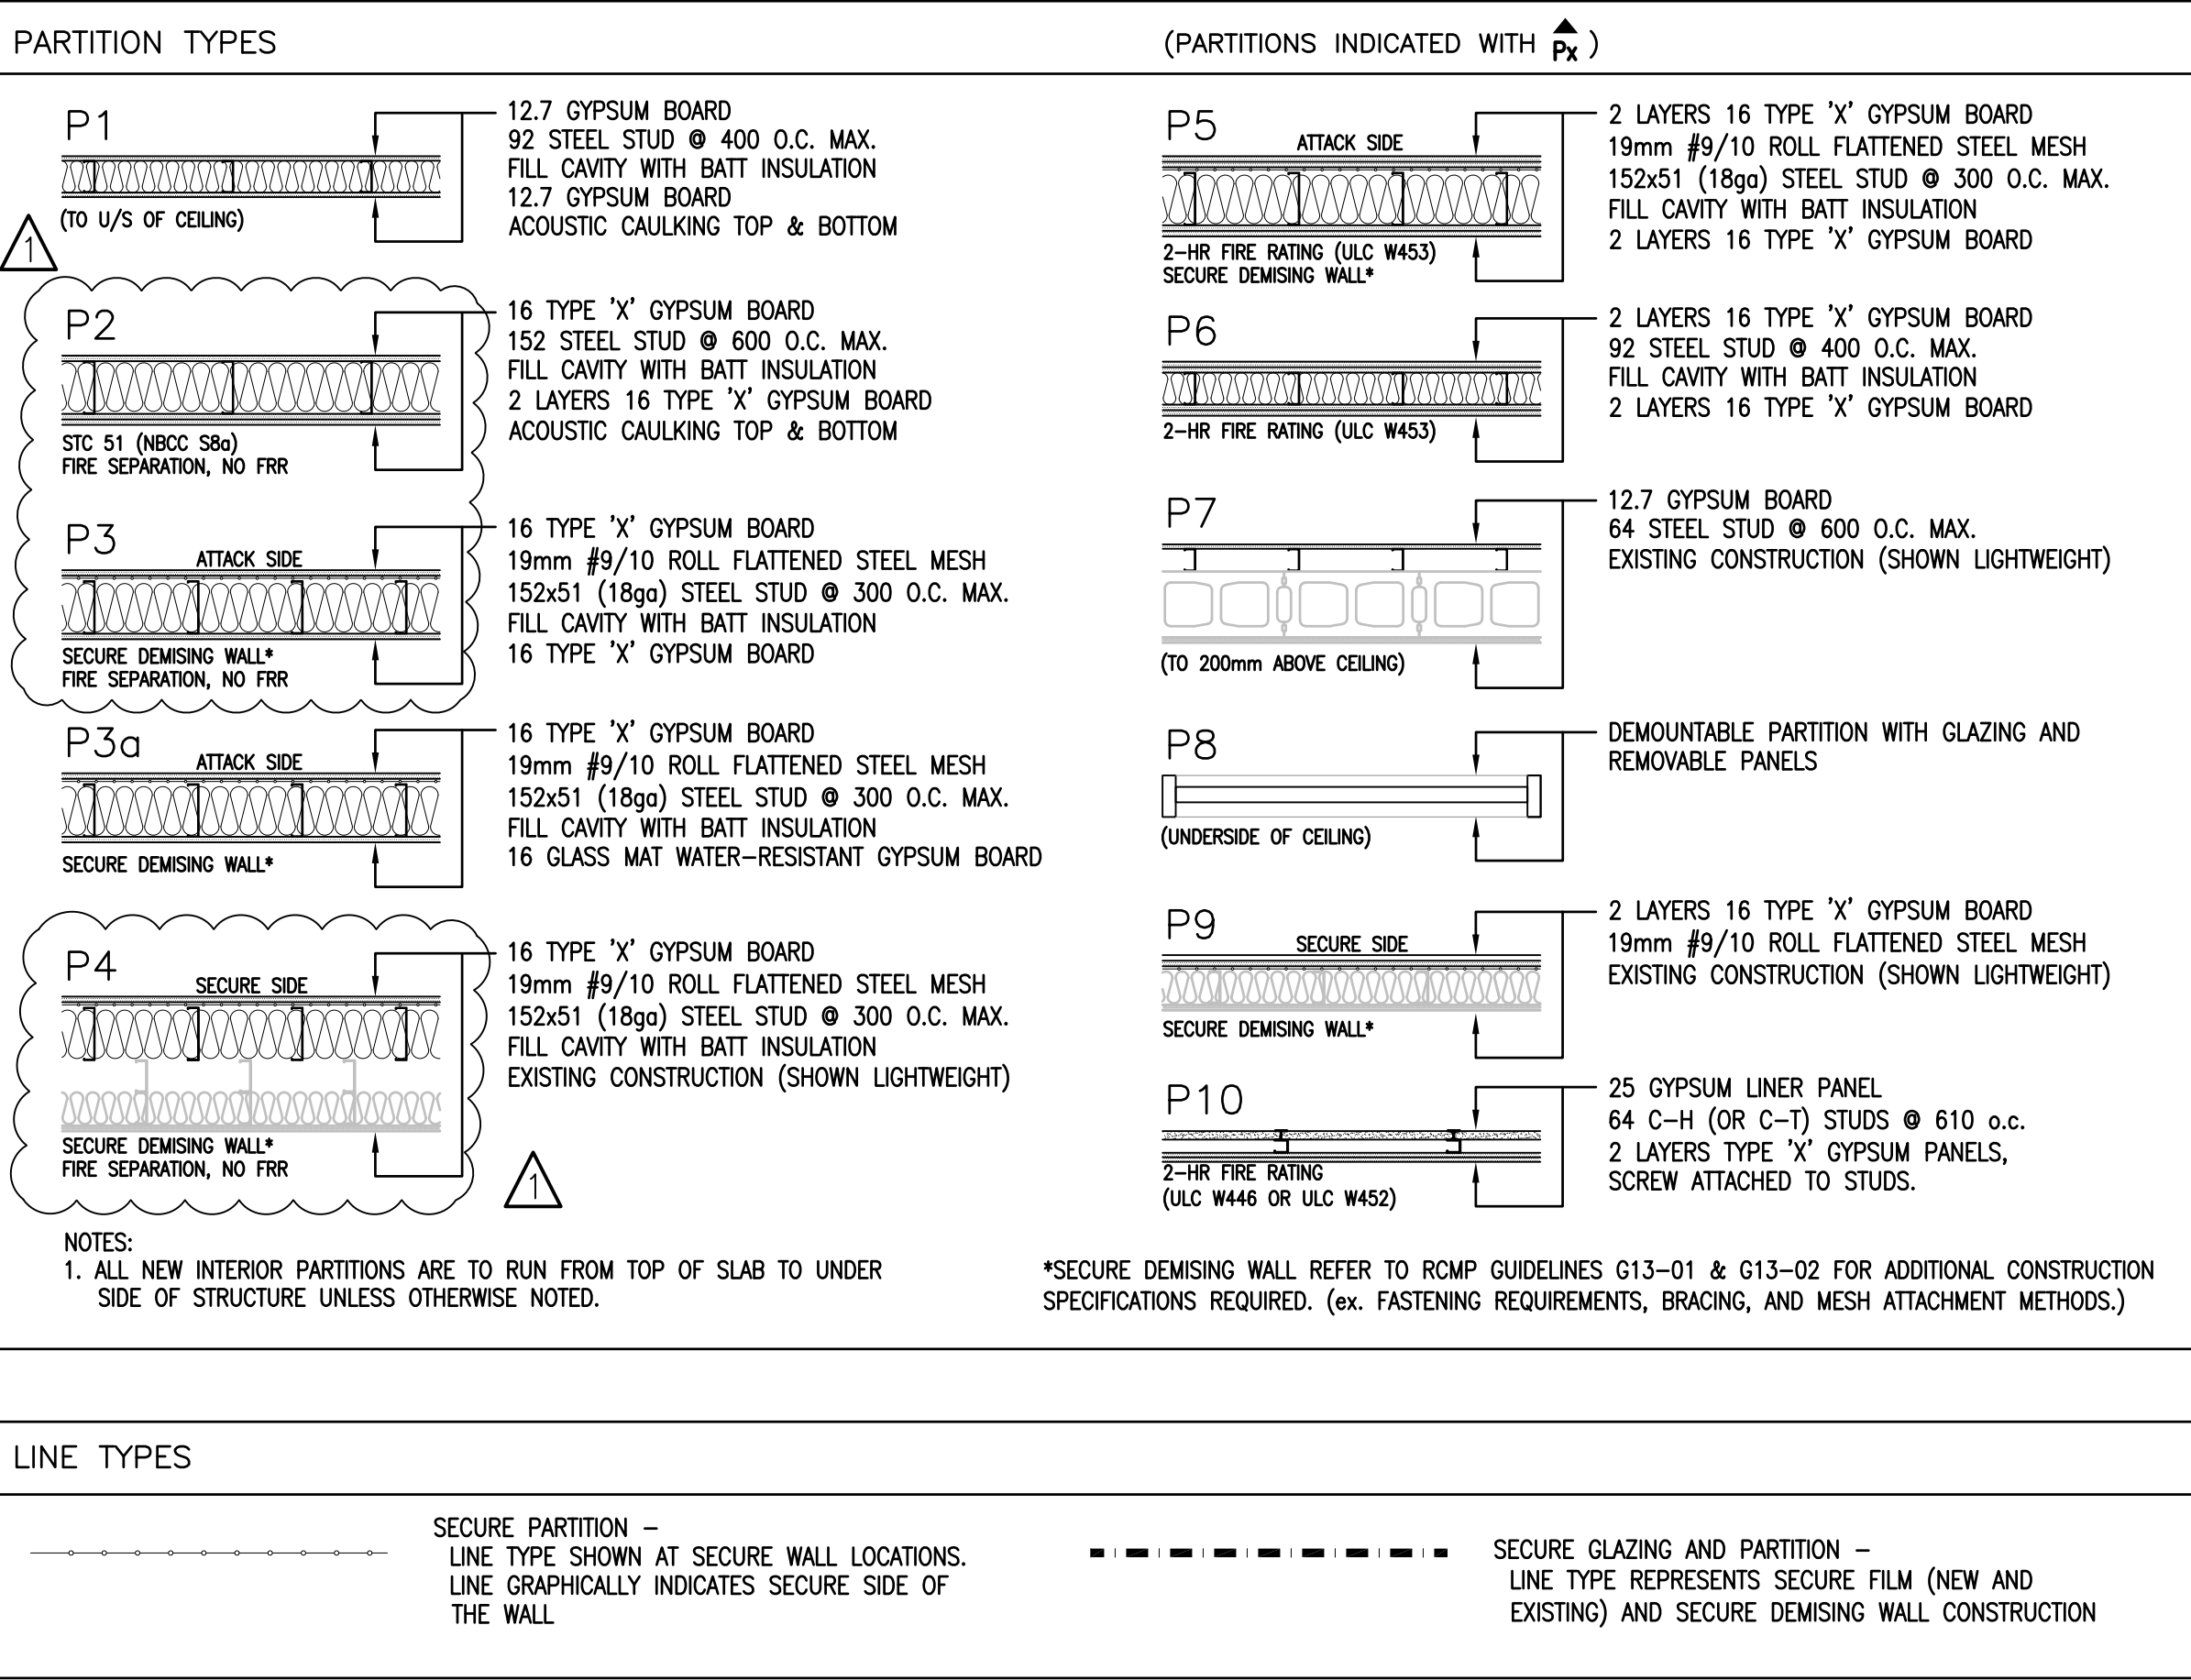 PARTITION TYPES
(PARTITIONS INDICATED WITH Px )
P1
12.7 GYPSUM BOARD
92 STEEL STUD @ 400 O.C. MAX.
FILL CAVITY WITH BATT INSULATION
12.7 GYPSUM BOARD
ACOUSTIC CAULKING TOP & BOTTOM
(TO U/S OF CEILING)
1
P2
16 TYPE 'X' GYPSUM BOARD
152 STEEL STUD @ 600 O.C. MAX.
FILL CAVITY WITH BATT INSULATION
2 LAYERS 16 TYPE 'X' GYPSUM BOARD
ACOUSTIC CAULKING TOP & BOTTOM
STC 51 (NBCC S8a)
FIRE SEPARATION, NO FRR
P3
ATTACK SIDE
16 TYPE 'X' GYPSUM BOARD
19mm #9/10 ROLL FLATTENED STEEL MESH
152x51 (18ga) STEEL STUD @ 300 O.C. MAX.
FILL CAVITY WITH BATT INSULATION
16 TYPE 'X' GYPSUM BOARD
SECURE DEMISING WALL*
FIRE SEPARATION, NO FRR
P3a
ATTACK SIDE
16 TYPE 'X' GYPSUM BOARD
19mm #9/10 ROLL FLATTENED STEEL MESH
152x51 (18ga) STEEL STUD @ 300 O.C. MAX.
FILL CAVITY WITH BATT INSULATION
16 GLASS MAT WATER-RESISTANT GYPSUM BOARD
SECURE DEMISING WALL*
P4
SECURE SIDE
16 TYPE 'X' GYPSUM BOARD
19mm #9/10 ROLL FLATTENED STEEL MESH
152x51 (18ga) STEEL STUD @ 300 O.C. MAX.
FILL CAVITY WITH BATT INSULATION
EXISTING CONSTRUCTION (SHOWN LIGHTWEIGHT)
SECURE DEMISING WALL*
FIRE SEPARATION, NO FRR
1
NOTES:
1. ALL NEW INTERIOR PARTITIONS ARE TO RUN FROM TOP OF SLAB TO UNDER
SIDE OF STRUCTURE UNLESS OTHERWISE NOTED.
P5
ATTACK SIDE
2 LAYERS 16 TYPE 'X' GYPSUM BOARD
19mm #9/10 ROLL FLATTENED STEEL MESH
152x51 (18ga) STEEL STUD @ 300 O.C. MAX.
FILL CAVITY WITH BATT INSULATION
2 LAYERS 16 TYPE 'X' GYPSUM BOARD
2-HR FIRE RATING (ULC W453)
SECURE DEMISING WALL*
P6
2 LAYERS 16 TYPE 'X' GYPSUM BOARD
92 STEEL STUD @ 400 O.C. MAX.
FILL CAVITY WITH BATT INSULATION
2 LAYERS 16 TYPE 'X' GYPSUM BOARD
2-HR FIRE RATING (ULC W453)
P7
12.7 GYPSUM BOARD
64 STEEL STUD @ 600 O.C. MAX.
EXISTING CONSTRUCTION (SHOWN LIGHTWEIGHT)
(TO 200mm ABOVE CEILING)
P8
DEMOUNTABLE PARTITION WITH GLAZING AND
REMOVABLE PANELS
(UNDERSIDE OF CEILING)
P9
SECURE SIDE
2 LAYERS 16 TYPE 'X' GYPSUM BOARD
19mm #9/10 ROLL FLATTENED STEEL MESH
EXISTING CONSTRUCTION (SHOWN LIGHTWEIGHT)
SECURE DEMISING WALL*
P10
25 GYPSUM LINER PANEL
64 C-H (OR C-T) STUDS @ 610 o.c.
2 LAYERS TYPE 'X' GYPSUM PANELS,
SCREW ATTACHED TO STUDS.
2-HR FIRE RATING
(ULC W446 OR ULC W452)
*SECURE DEMISING WALL REFER TO RCMP GUIDELINES G13-01 & G13-02 FOR ADDITIONAL CONSTRUCTION
SPECIFICATIONS REQUIRED. (ex. FASTENING REQUIREMENTS, BRACING, AND MESH ATTACHMENT METHODS.)
LINE TYPES
SECURE PARTITION -
LINE TYPE SHOWN AT SECURE WALL LOCATIONS.
LINE GRAPHICALLY INDICATES SECURE SIDE OF
THE WALL
SECURE GLAZING AND PARTITION -
LINE TYPE REPRESENTS SECURE FILM (NEW AND
EXISTING) AND SECURE DEMISING WALL CONSTRUCTION